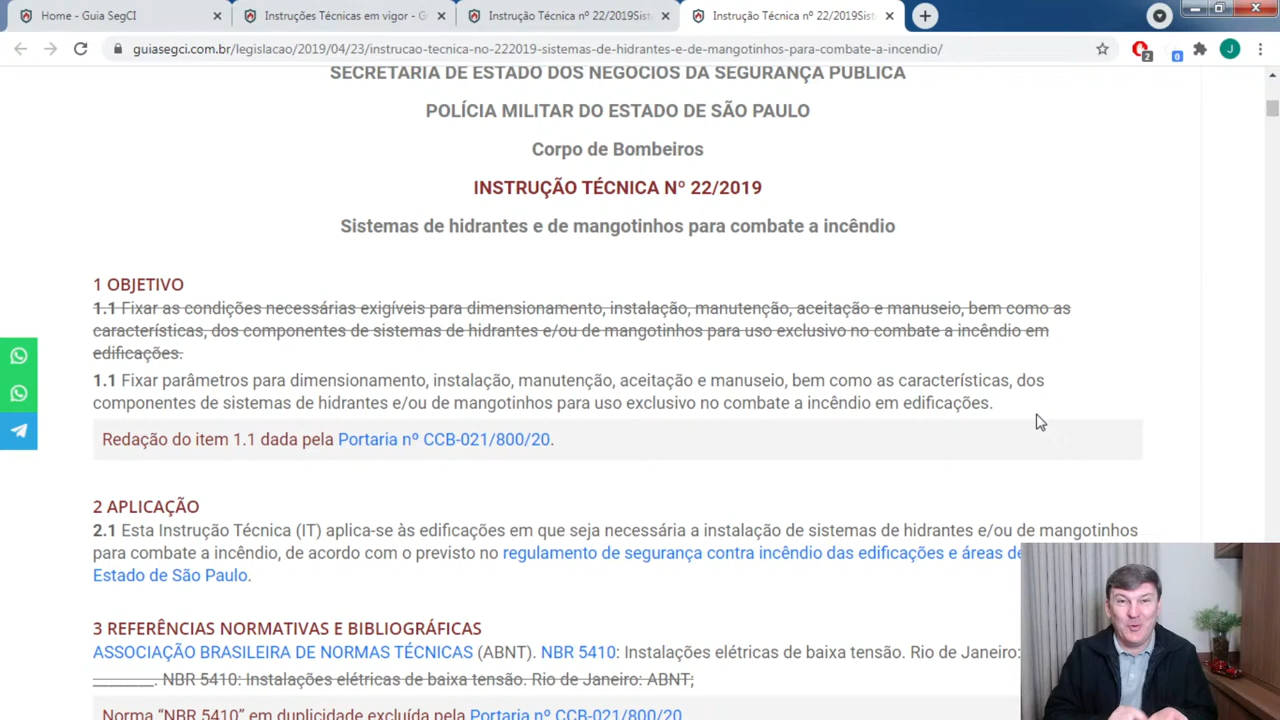 Home - Guia SegCI
Instruções Técnicas em vigor - G
Instrução Técnica nº 22/2019Sist
Instrução Técnica nº 22/2019Sist
guiasegci.com.br/legislacao/2019/04/23/instrucao-tecnica-no-222019-sistemas-de-hidrantes-e-de-mangotinhos-para-combate-a-incendio/
2
0
J
SECRETARIA DE ESTADO DOS NEGÓCIOS DA SEGURANÇA PÚBLICA
POLÍCIA MILITAR DO ESTADO DE SÃO PAULO
Corpo de Bombeiros
INSTRUÇÃO TÉCNICA Nº 22/2019
Sistemas de hidrantes e de mangotinhos para combate a incêndio
1 OBJETIVO
1.1 Fixar as condições necessárias exigíveis para dimensionamento, instalação, manutenção, aceitação e manuseio, bem como as
características, dos componentes de sistemas de hidrantes e/ou de mangotinhos para uso exclusivo no combate a incêndio em
edificações.
1.1 Fixar parâmetros para dimensionamento, instalação, manutenção, aceitação e manuseio, bem como as características, dos
componentes de sistemas de hidrantes e/ou de mangotinhos para uso exclusivo no combate a incêndio em edificações.
Redação do item 1.1 dada pela Portaria nº CCB-021/800/20.
2 APLICAÇÃO
2.1 Esta Instrução Técnica (IT) aplica-se às edificações em que seja necessária a instalação de sistemas de hidrantes e/ou de mangotinhos
para combate a incêndio, de acordo com o previsto no regulamento de segurança contra incêndio das edificações e áreas de
Estado de São Paulo.
3 REFERÊNCIAS NORMATIVAS E BIBLIOGRÁFICAS
ASSOCIAÇÃO BRASILEIRA DE NORMAS TÉCNICAS (ABNT). NBR 5410: Instalações elétricas de baixa tensão. Rio de Janeiro:
________. NBR 5410: Instalações elétricas de baixa tensão. Rio de Janeiro: ABNT;
Norma “NBR 5410” em duplicidade excluída pela Portaria nº CCB-021/800/20